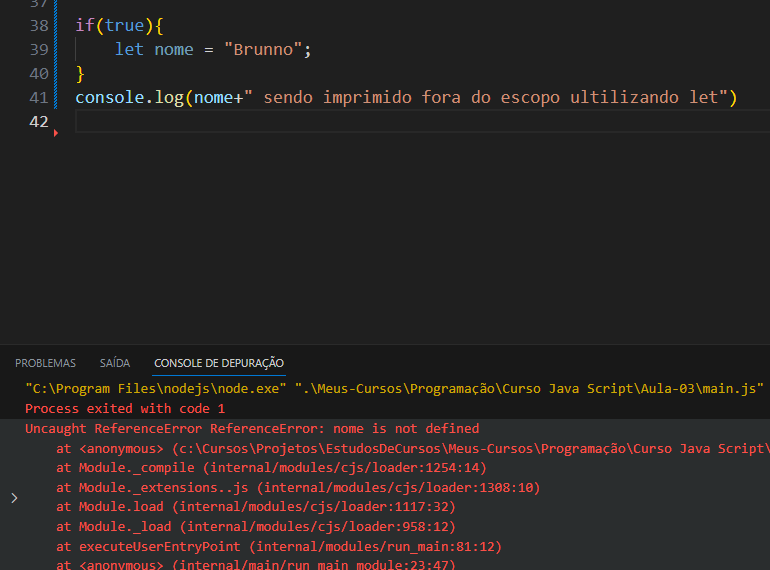 37
38 if(true){
39 let nome = "Brunno";
40 }
41 console.log(nome+" sendo imprimido fora do escopo ultilizando let")
42
PROBLEMAS SAÍDA CONSOLE DE DEPURAÇÃO
"C:\Program Files\nodejs\node.exe" ".\Meus-Cursos\Programação\Curso Java Script\Aula-03\main.js"
Process exited with code 1
Uncaught ReferenceError ReferenceError: nome is not defined
at <anonymous> (c:\Cursos\Projetos\EstudosDeCursos\Meus-Cursos\Programação\Curso Java Script\
at Module._compile (internal/modules/cjs/loader:1254:14)
at Module._extensions..js (internal/modules/cjs/loader:1308:10)
at Module.load (internal/modules/cjs/loader:1117:32)
at Module._load (internal/modules/cjs/loader:958:12)
at executeUserEntryPoint (internal/modules/run_main:81:12)
at <anonymous> (internal/main/run_main_module:23:47)